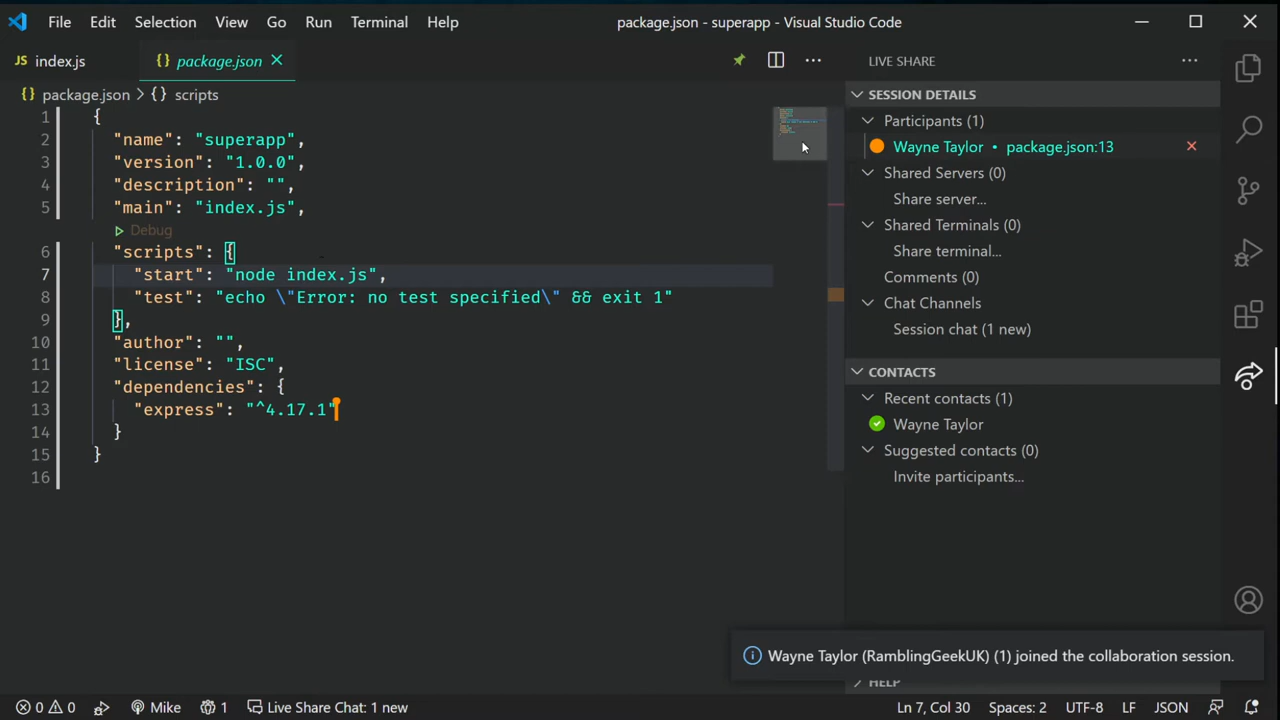 File Edit Selection View Go Run Terminal Help package.json - superapp - Visual Studio Code
JS index.js {} package.json
{} package.json > {} scripts
1 {
2 "name": "superapp",
3 "version": "1.0.0",
4 "description": "",
5 "main": "index.js",
Debug
6 "scripts": {
7 "start": "node index.js",
8 "test": "echo \"Error: no test specified\" && exit 1"
9 },
10 "author": "",
11 "license": "ISC",
12 "dependencies": {
13 "express": "^4.17.1"
14 }
15 }
16
LIVE SHARE
SESSION DETAILS
Participants (1)
Wayne Taylor • package.json:13
Shared Servers (0)
Share server...
Shared Terminals (0)
Share terminal...
Comments (0)
Chat Channels
Session chat (1 new)
CONTACTS
Recent contacts (1)
Wayne Taylor
Suggested contacts (0)
Invite participants...
Wayne Taylor (RamblingGeekUK) (1) joined the collaboration session.
HELP
0 0 Mike 1 Live Share Chat: 1 new Ln 7, Col 30 Spaces: 2 UTF-8 LF JSON